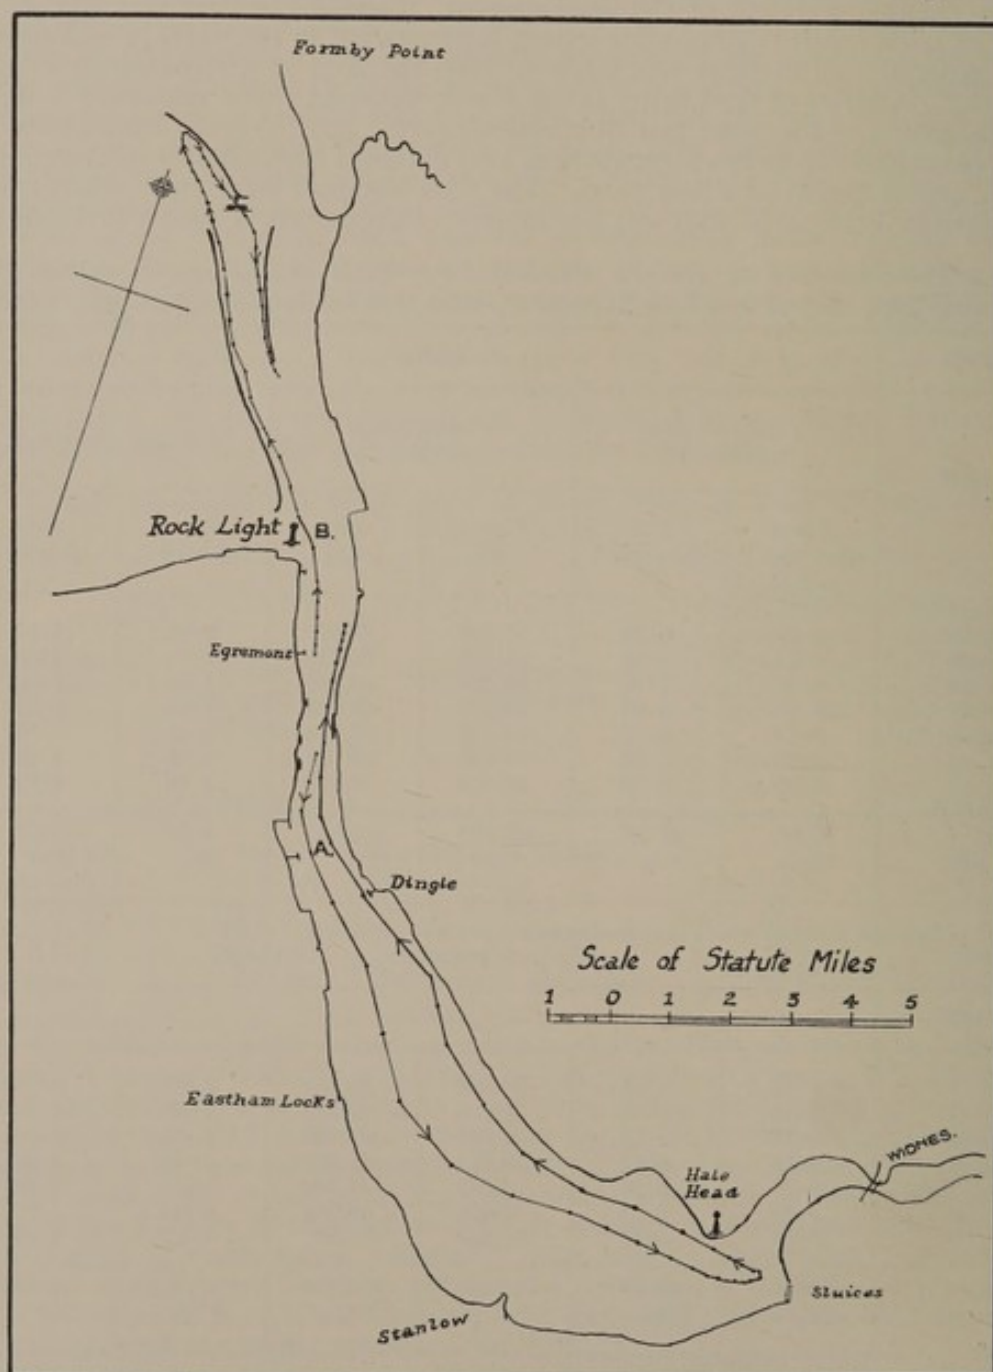 Formby Point
Rock Light
B.
Egremont
A.
Dingle
Scale of Statute Miles
1 0 1 2 3 4 5
Eastham Locks
WIDNES.
Hale
Head
Sluices
Stanlow